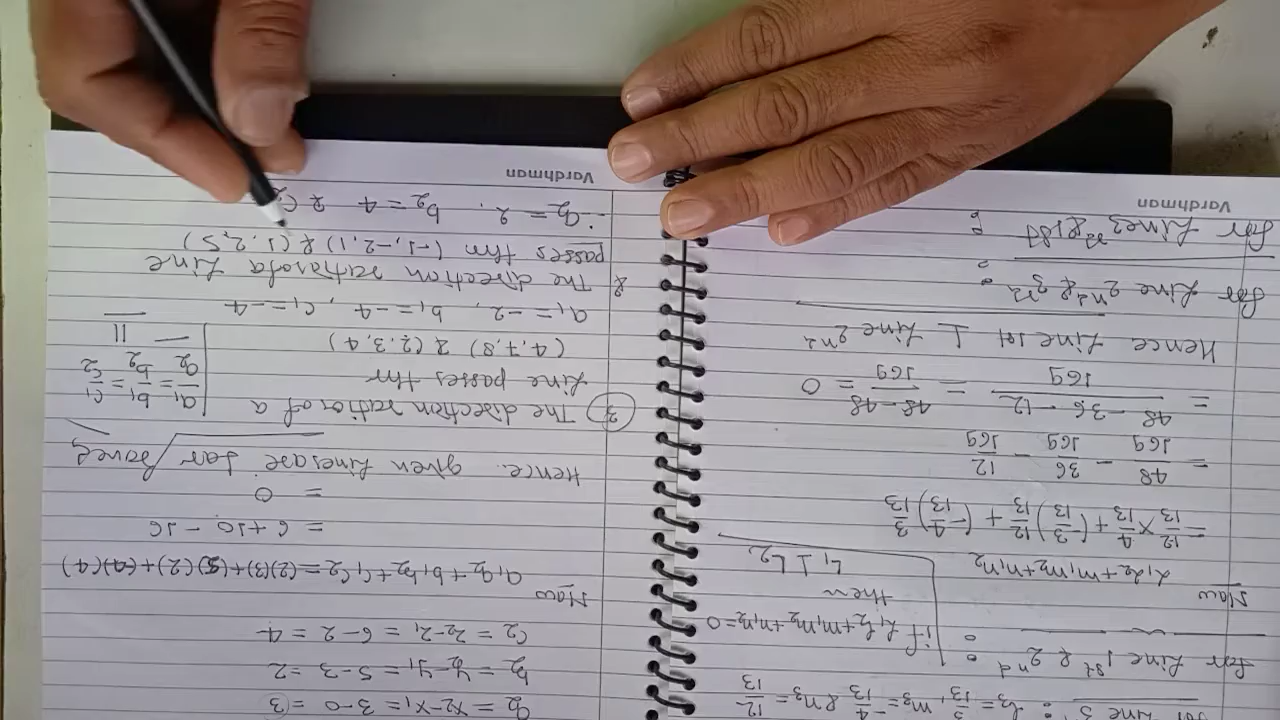 l₃ = 3/13, m₃ = -4/13 & n₃ = 12/13
for Line 1st & 2nd :
if l₁l₂+m₁m₂+n₁n₂=0
then
L₁ ⊥ L₂
Now
l₁l₂+m₁m₂+n₁n₂
= 12/13 × 4/13 + (-3/13) 12/13 + (-4/13) 3/13
= 48/169 - 36/169 - 12/169
= 48-36-12/169 = 48-48/169 = 0
Hence Line 1st ⊥ Line 2nd
for Line 2nd & 3rd :
for Line 3rd & 1st :
Vardhman
a₂ = x₂-x₁ = 3-0 = 3
b₂ = y₂-y₁ = 5-3 = 2
c₂ = z₂-z₁ = 6-2 = 4
Now
a₁a₂+b₁b₂+c₁c₂ = (2)(3)+(5)(2)+(-4)(4)
= 6+10-16
= 0
Hence given Lines are Par Proved
3 The direction ratios of a
Line passes thr
(4,7,8) & (2,3,4)
a₁/a₂ = b₁/b₂ = c₁/c₂
||
a₁=-2, b₁=-4, c₁=-4
& The direction ratios of a Line
passes thr (-1,-2,1) & (1,2,5)
∴ a₂=2, b₂=4 & c₂
Vardhman